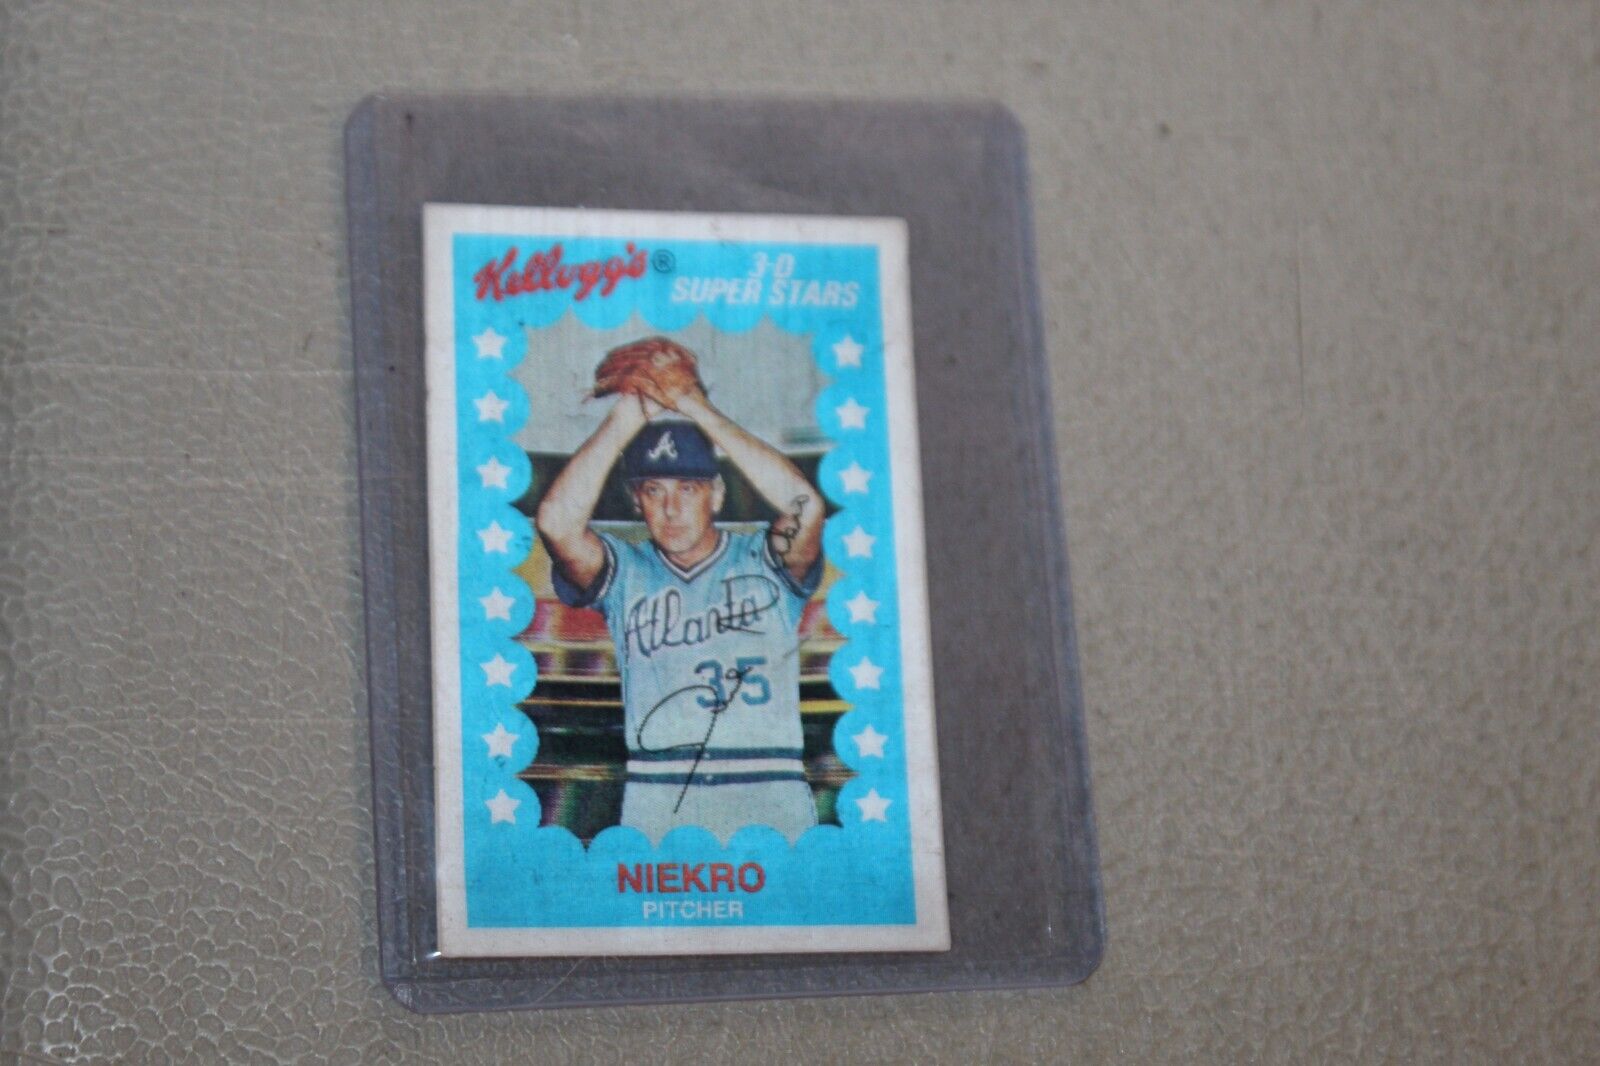 Kellogg's®
3-D
SUPER STARS
A
Atlanta
35
NIEKRO
PITCHER